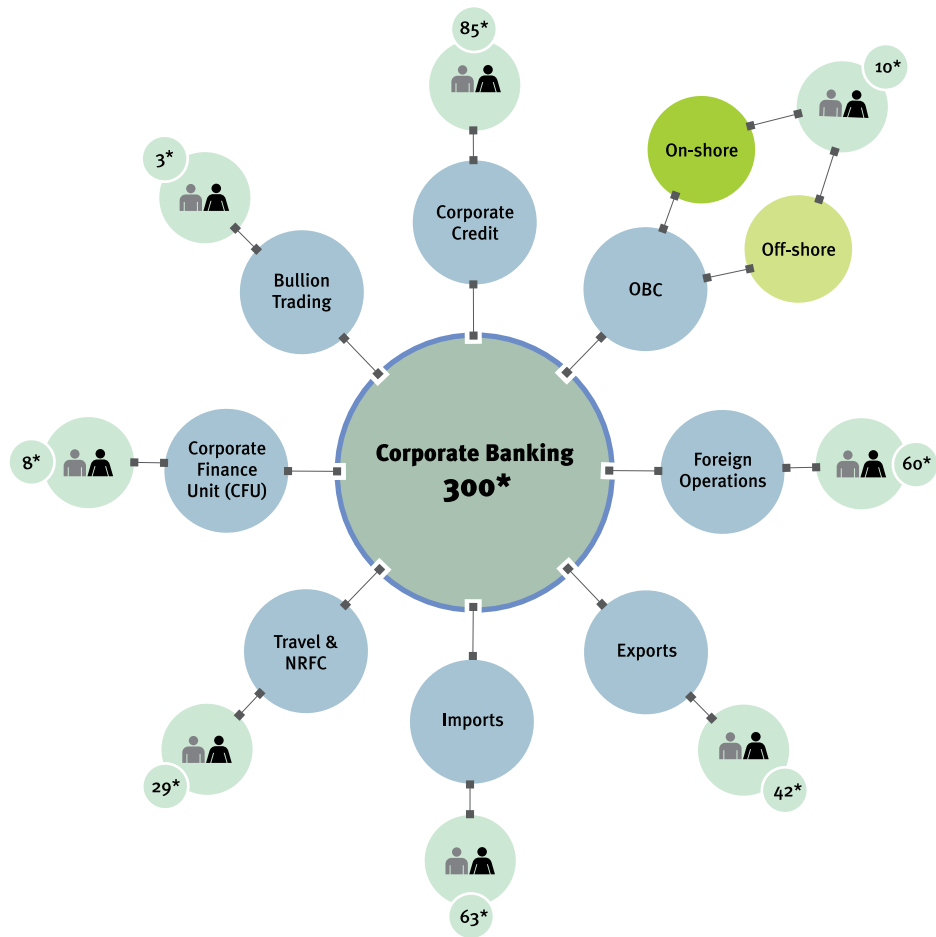 85*
10*
On-shore
3*
Corporate
Credit
Off-shore
Bullion
Trading
OBC
Corporate Banking
300*
8*
Corporate
Finance
Unit (CFU)
Foreign
Operations
60*
Travel &
NRFC
Exports
Imports
29*
42*
63*